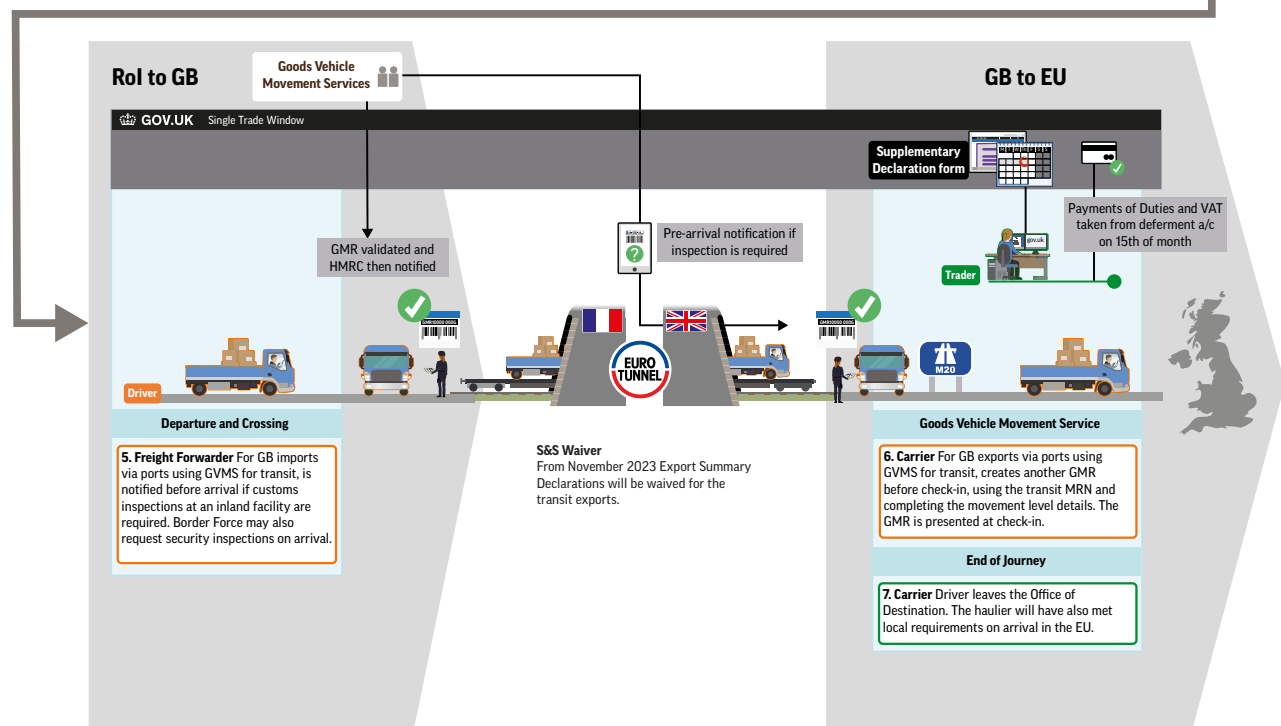 RoI to GB
Goods Vehicle
Movement Services
GB to EU
GOV.UK Single Trade Window
Supplementary
Declaration form
M T W T F S S
Payments of Duties and VAT
taken from deferment a/c
on 15th of month
GMR validated and
HMRC then notified
Pre-arrival notification if
inspection is required
gov.uk
Trader
GMR10000 000G
GMR10000 000G
EURO
TUNNEL
M20
Driver
Departure and Crossing
5. Freight Forwarder For GB imports
via ports using GVMS for transit, is
notified before arrival if customs
inspections at an inland facility are
required. Border Force may also
request security inspections on arrival.
S&S Waiver
From November 2023 Export Summary
Declarations will be waived for the
transit exports.
Goods Vehicle Movement Service
6. Carrier For GB exports via ports using
GVMS for transit, creates another GMR
before check-in, using the transit MRN and
completing the movement level details. The
GMR is presented at check-in.
End of Journey
7. Carrier Driver leaves the Office of
Destination. The haulier will have also met
local requirements on arrival in the EU.